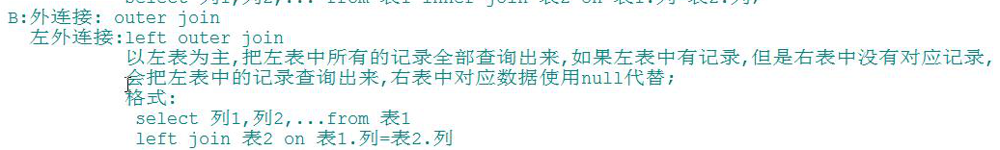 select 列1,列2,... from 表1 inner join 表2 on 表1.列=表2.列;
B:外连接: outer join
左外连接:left outer join
以左表为主,把左表中所有的记录全部查询出来,如果左表中有记录,但是右表中没有对应记录,
会把左表中的记录查询出来,右表中对应数据使用null代替;
格式:
select 列1,列2,...from 表1
left join 表2 on 表1.列=表2.列